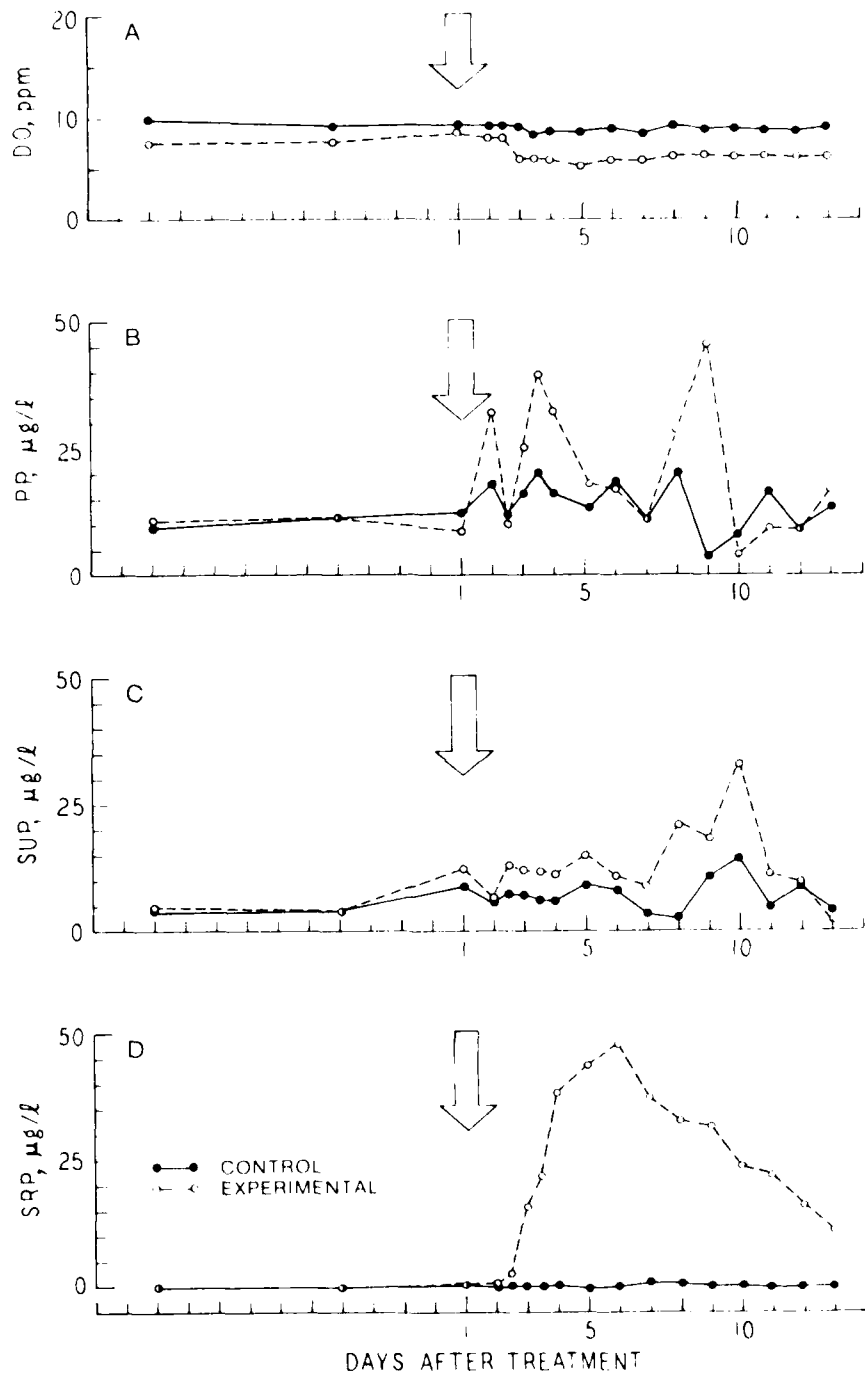 A
20
10
0
DO, ppm
1 5 10
B
50
25
0
PP, µg/ℓ
1 5 10
C
50
25
0
SUP, µg/ℓ
1 5 10
D
50
25
0
SRP, µg/ℓ
CONTROL
EXPERIMENTAL
1 5 10
DAYS AFTER TREATMENT